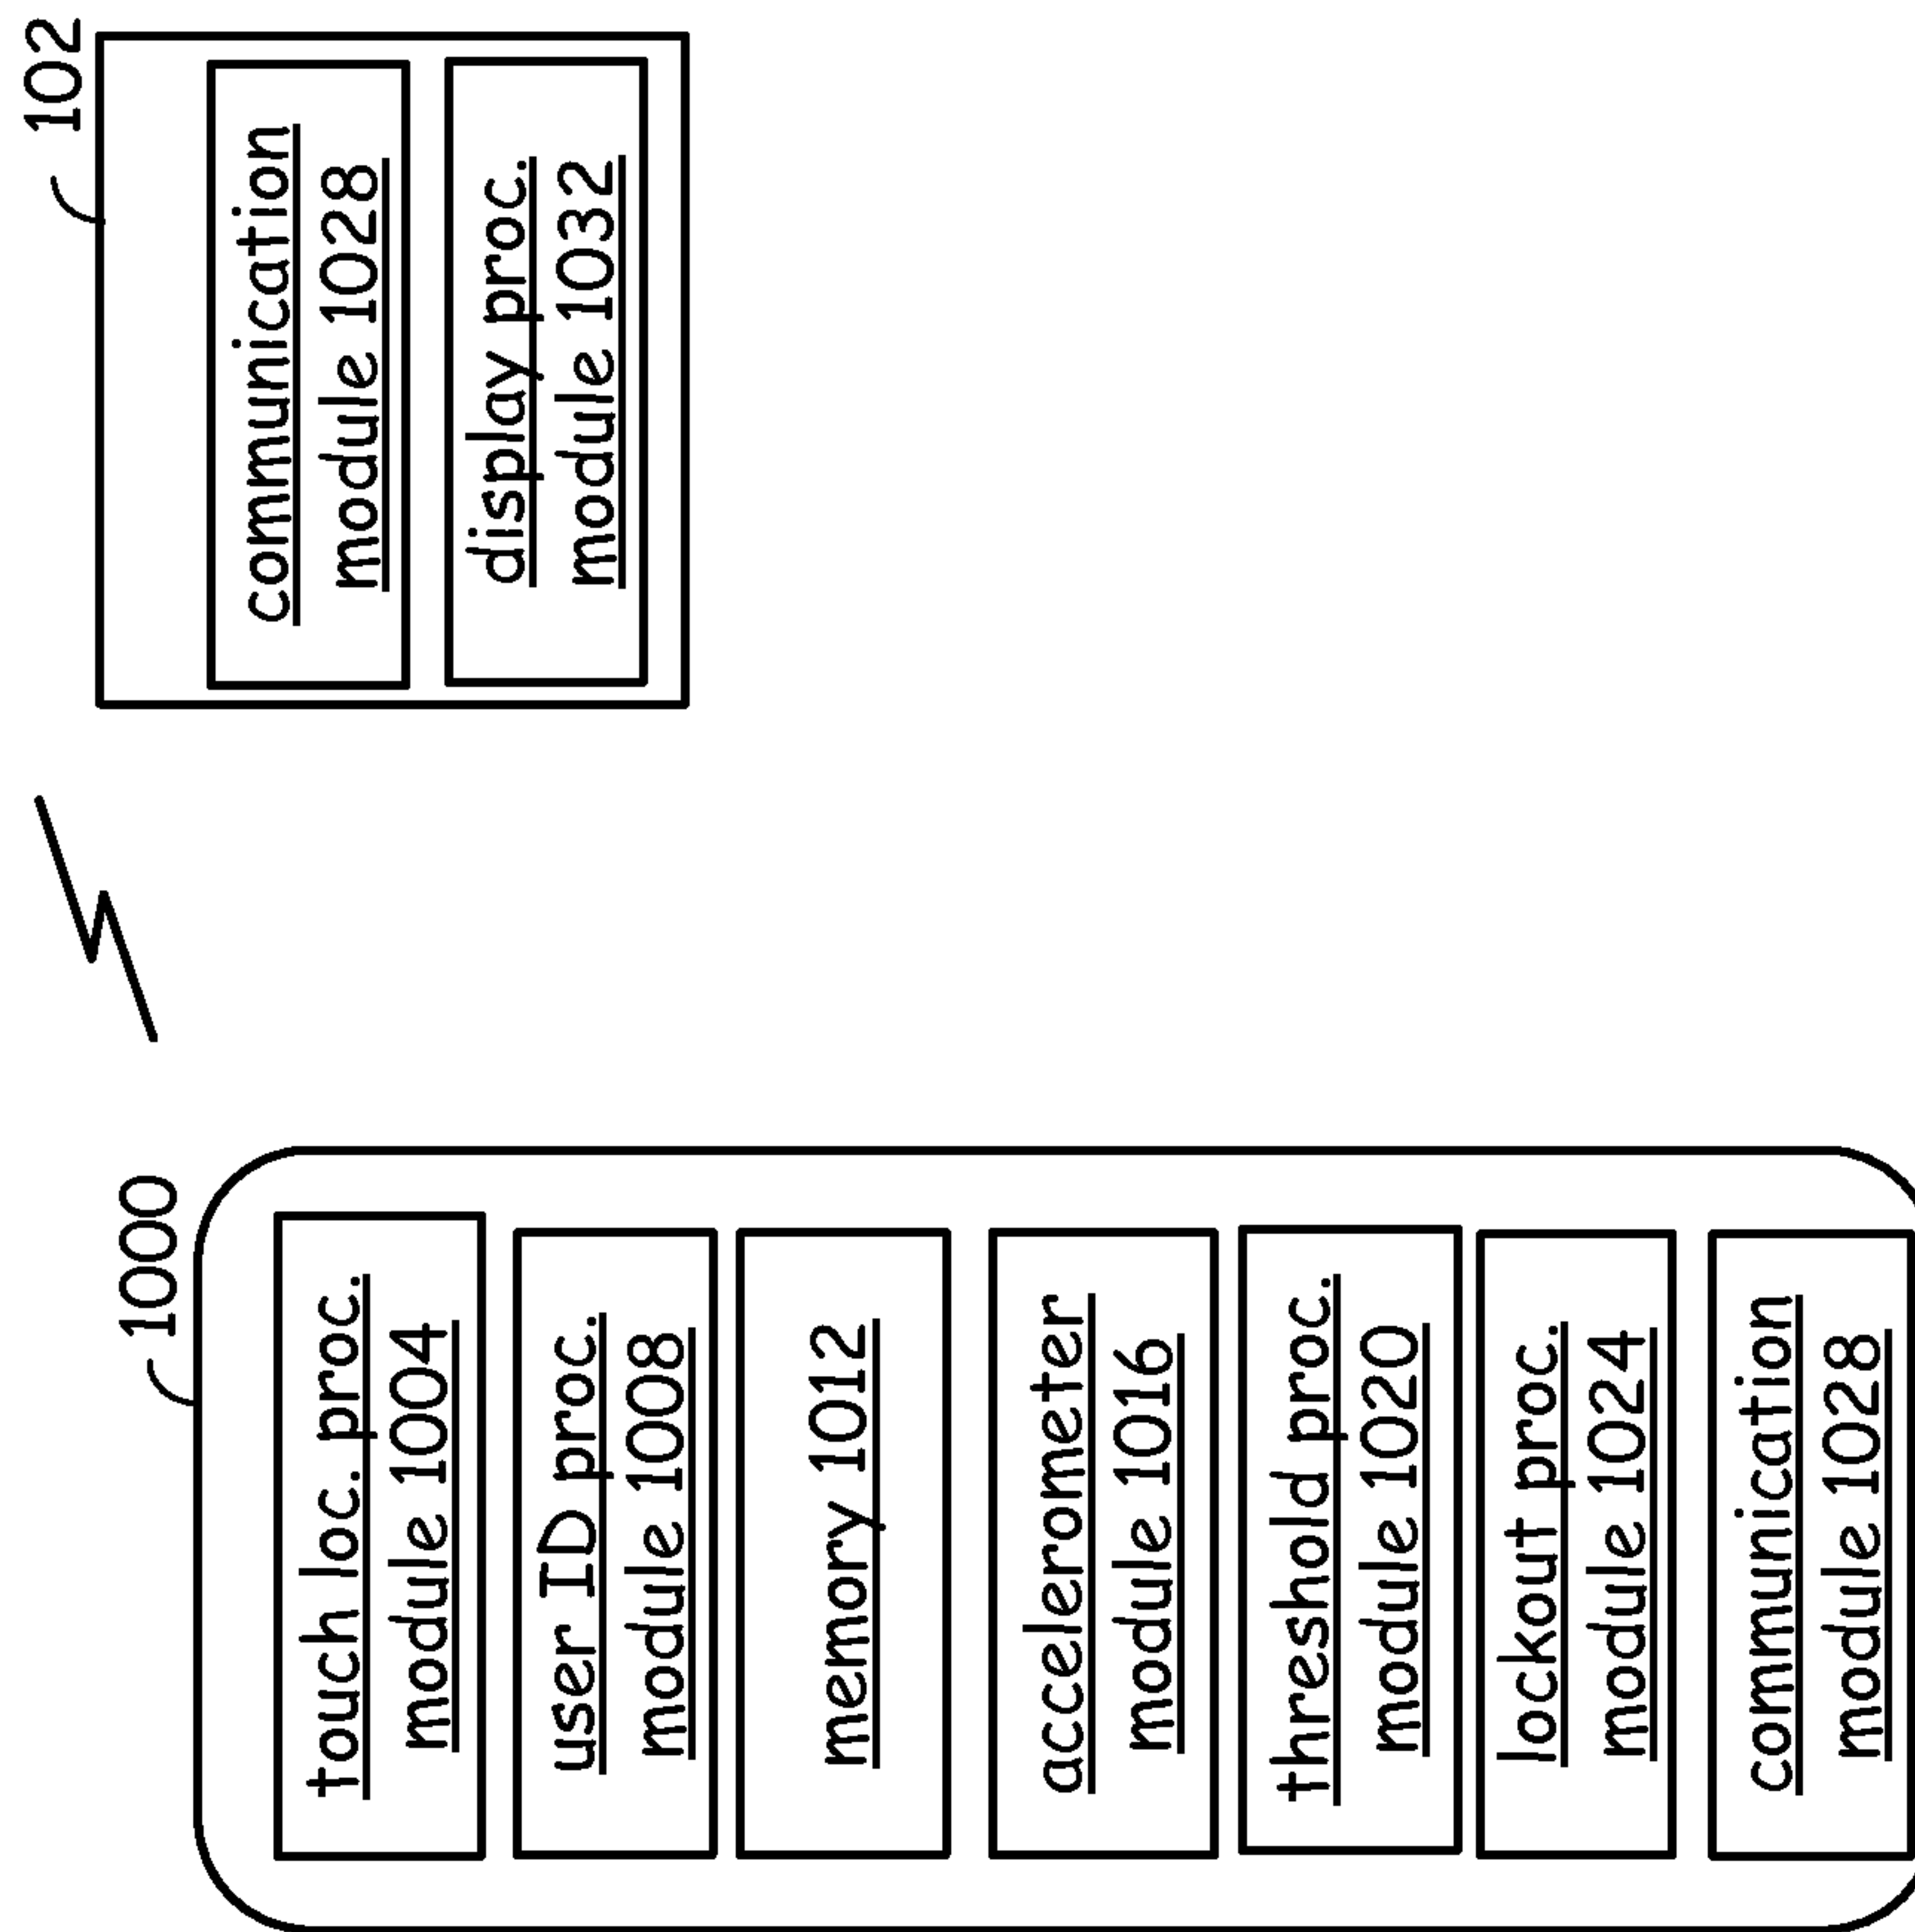 1000
touch loc. proc.
module 1004
user ID proc.
module 1008
memory 1012
accelerometer
module 1016
threshold proc.
module 1020
lockout proc.
module 1024
communication
module 1028
102
communication
module 1028
display proc.
module 1032